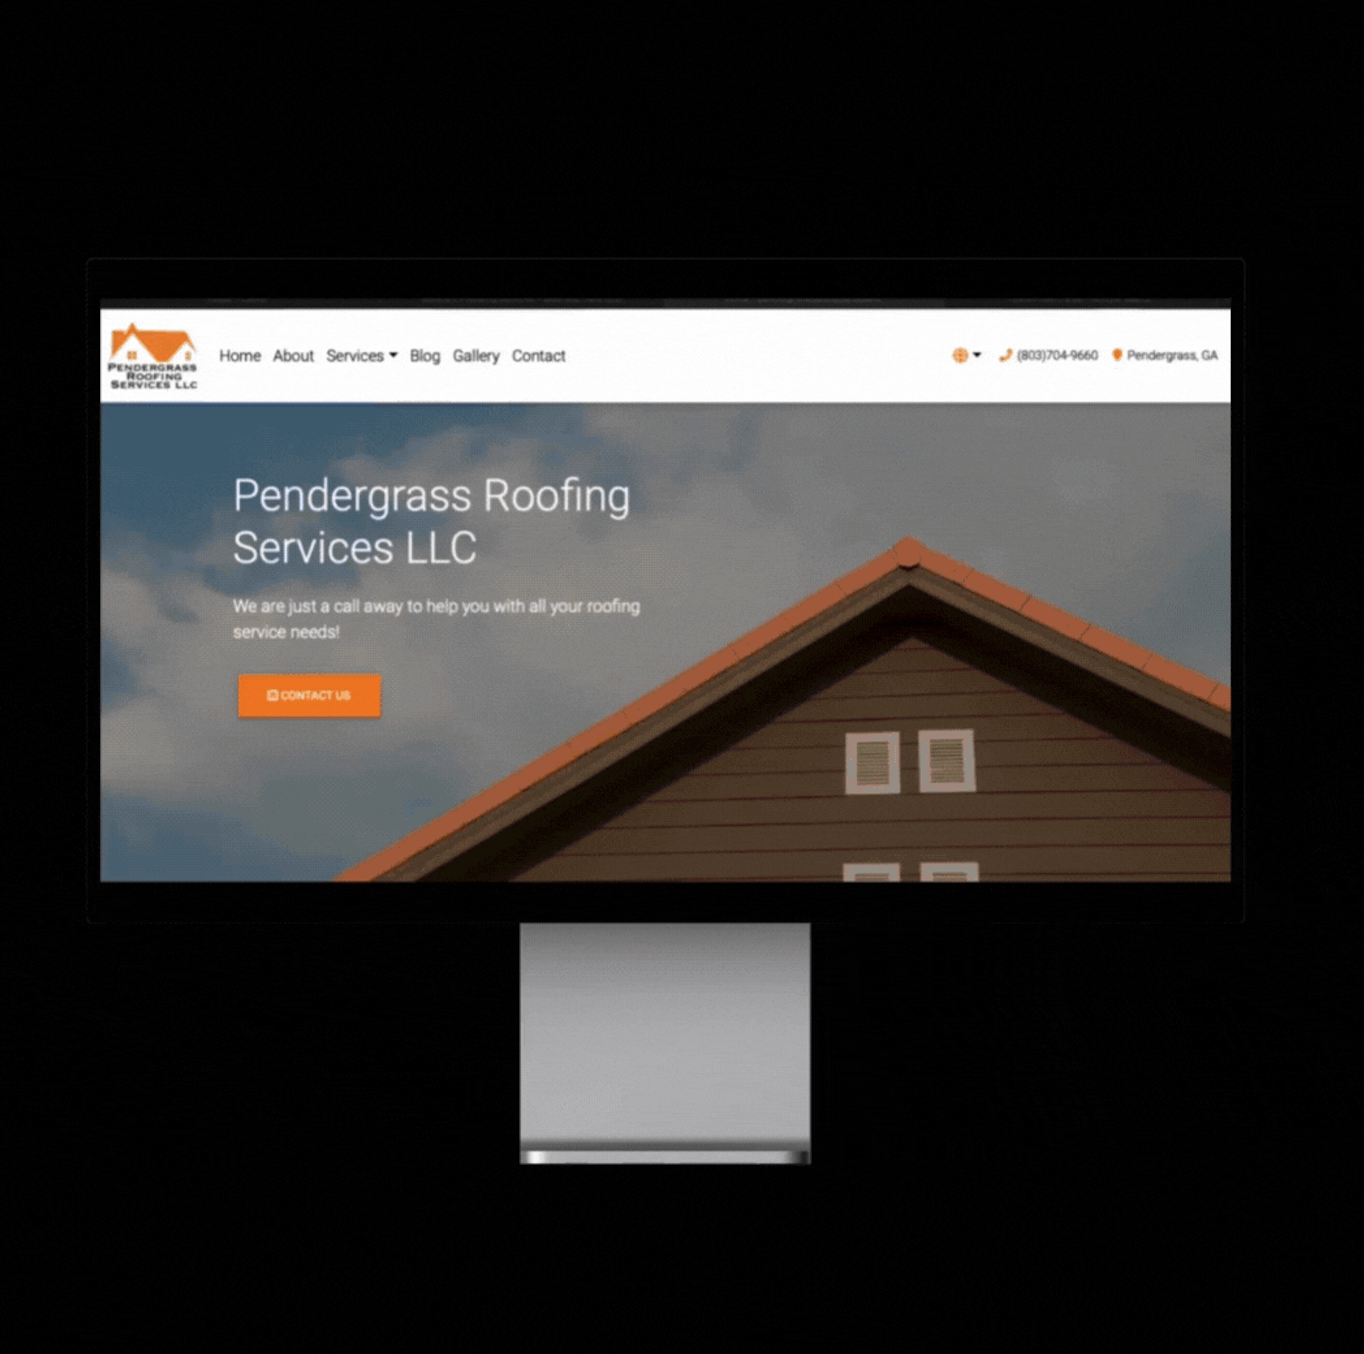 PENDERGRASS
ROOFING
SERVICES LLC
Home About Services Blog Gallery Contact
(803)704-9660 Pendergrass, GA
Pendergrass Roofing
Services LLC
We are just a call away to help you with all your roofing
service needs!
CONTACT US